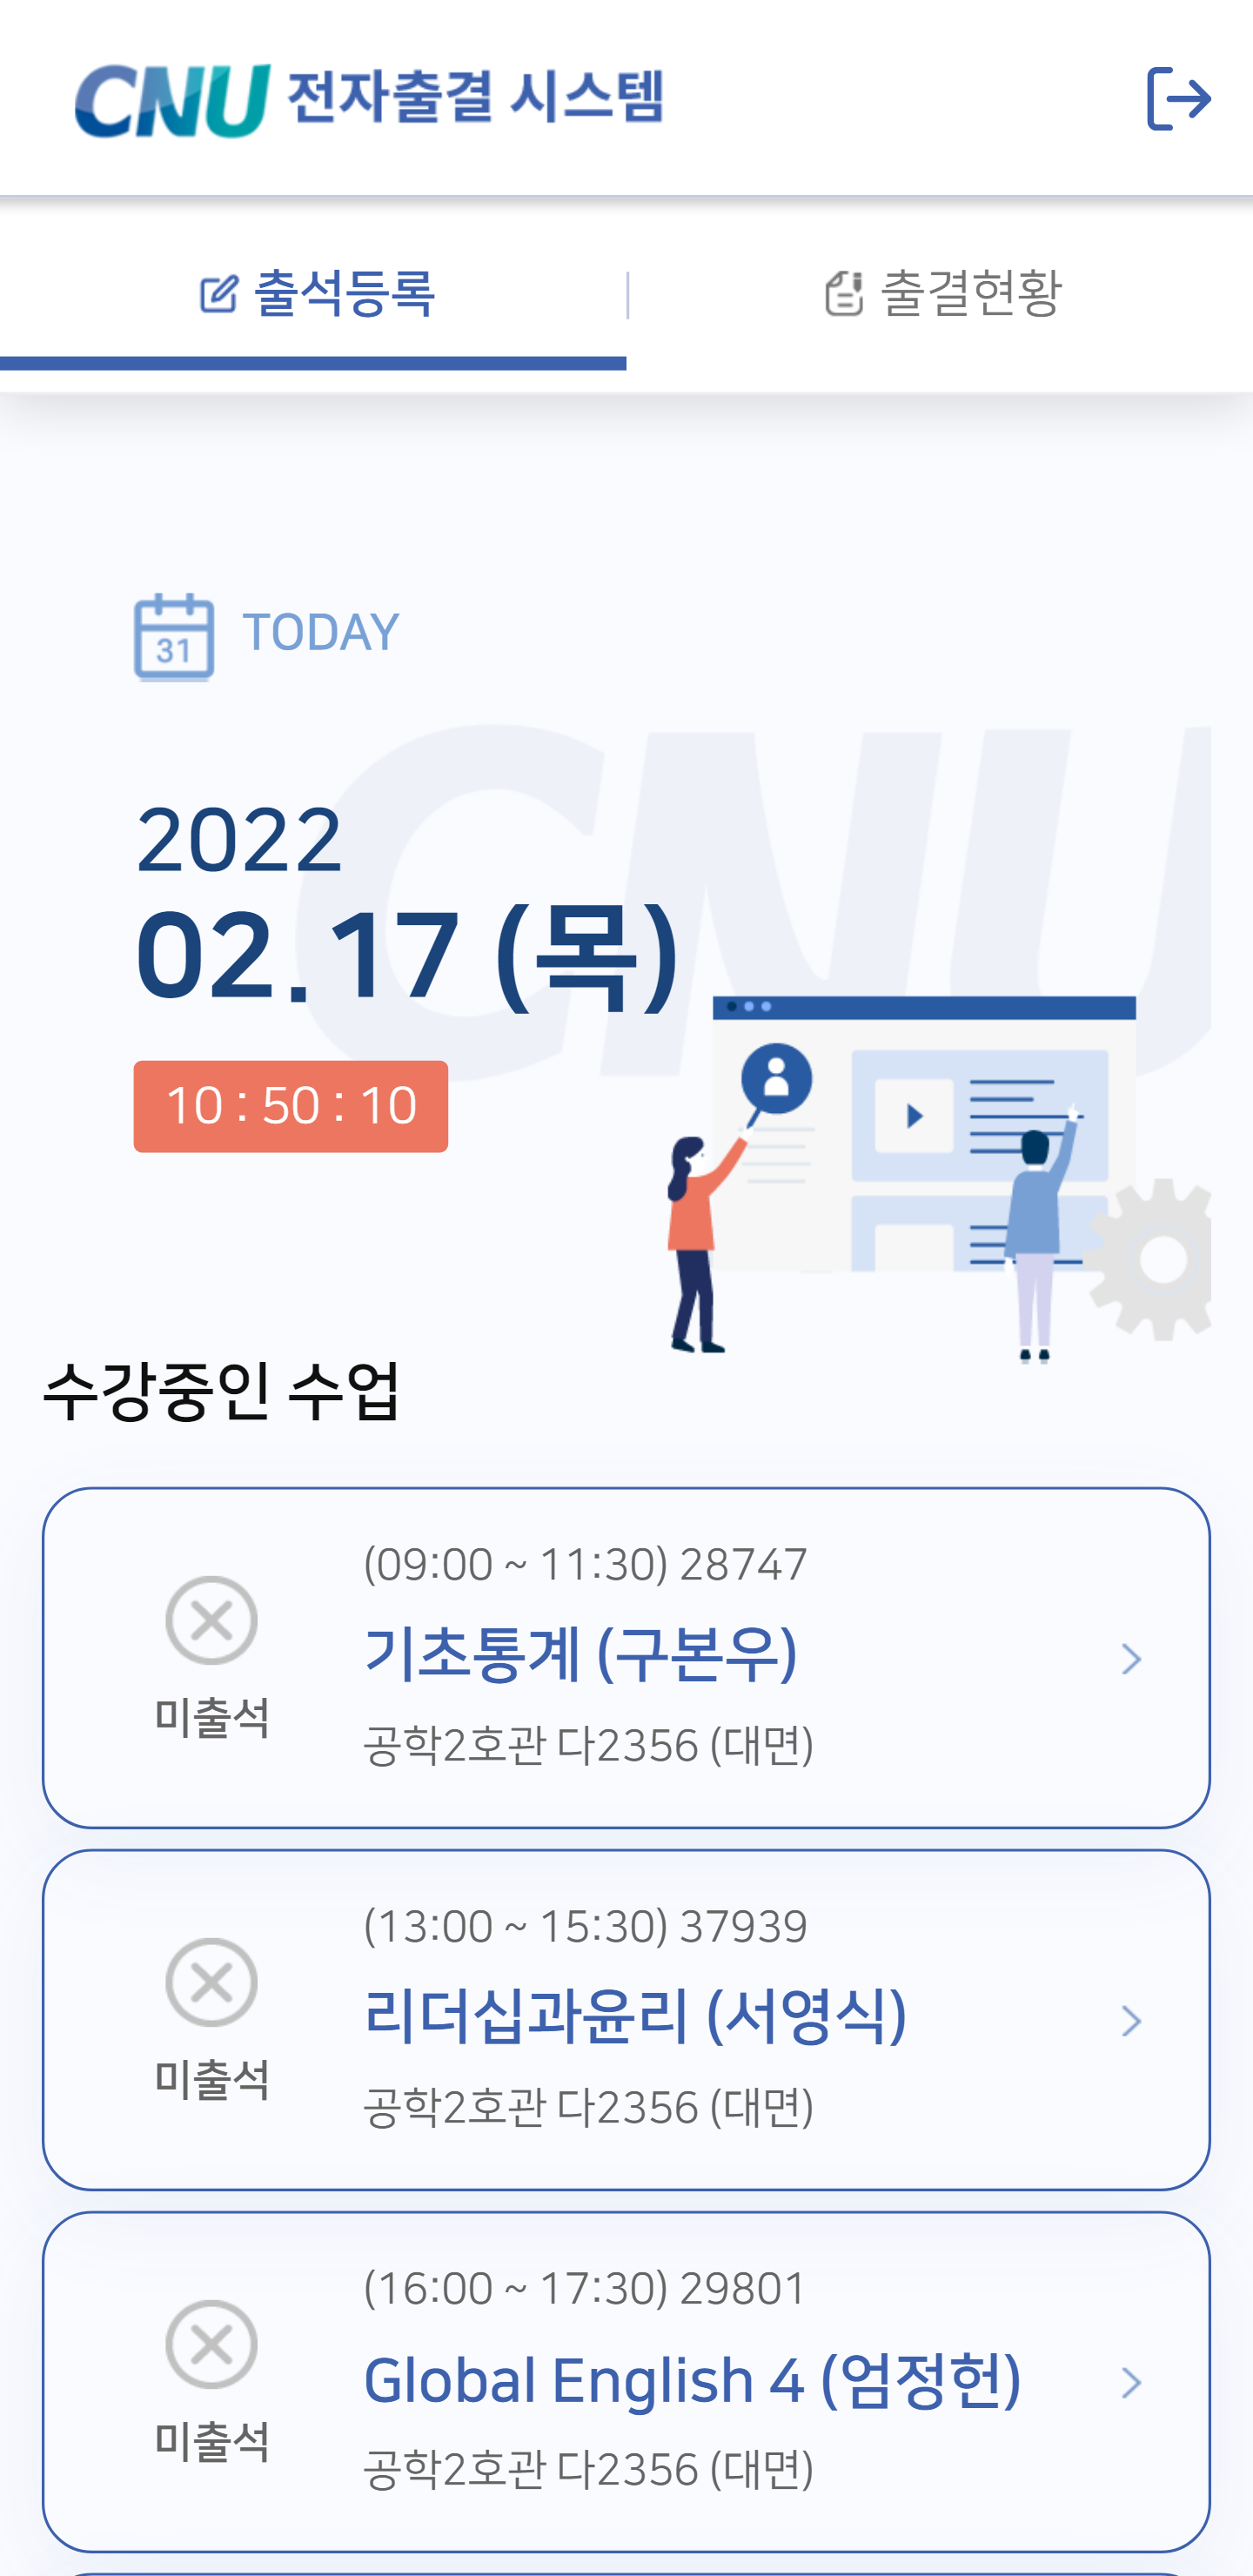 CNU 전자출결 시스템
출석등록
출결현황
31
TODAY
CNU
2022
02.17 (목)
10 : 50 : 10
수강중인 수업
(09:00 ~ 11:30) 28747
기초통계 (구본우)
미출석
공학2호관 다2356 (대면)
(13:00 ~ 15:30) 37939
리더십과윤리 (서영식)
미출석
공학2호관 다2356 (대면)
(16:00 ~ 17:30) 29801
Global English 4 (엄정헌)
미출석
공학2호관 다2356 (대면)